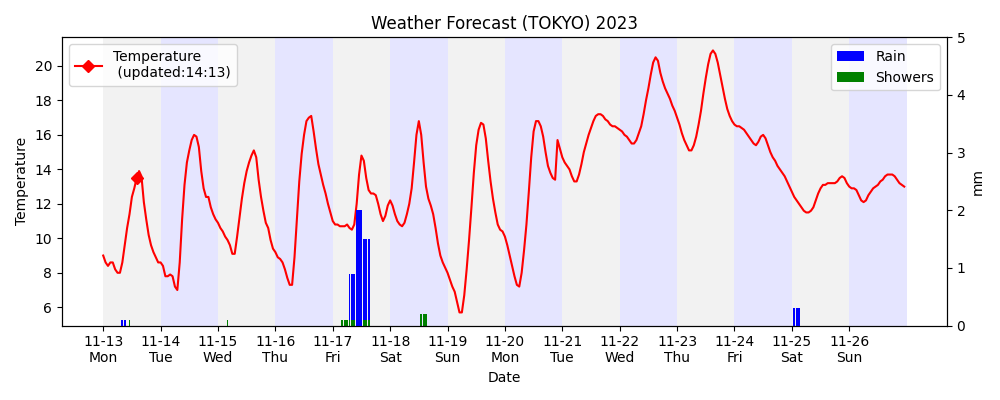 Weather Forecast (TOKYO) 2023
Temperature
(updated:14:13)
Rain
Showers
Temperature
20
18
16
14
12
10
8
6
5
4
3
2
1
0
mm
11-13 11-14 11-15 11-16 11-17 11-18 11-19 11-20 11-21 11-22 11-23 11-24 11-25 11-26
Mon Tue Wed Thu Fri Sat Sun Mon Tue Wed Thu Fri Sat Sun
Date